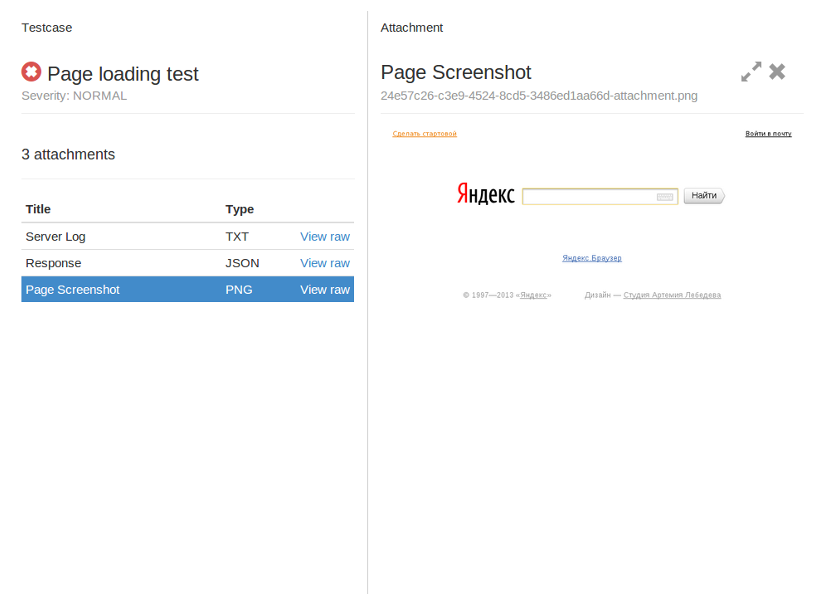 Testcase
Page loading test
Severity: NORMAL
3 attachments
Title Type
Server Log TXT View raw
Response JSON View raw
Page Screenshot PNG View raw
Attachment
Page Screenshot
24e57c26-c3e9-4524-8cd5-3486ed1aa66d-attachment.png
Сделать стартовой Войти в почту
Яндекс Найти
Яндекс.Браузер
© 1997—2013 «Яндекс» Дизайн — Студия Артемия Лебедева